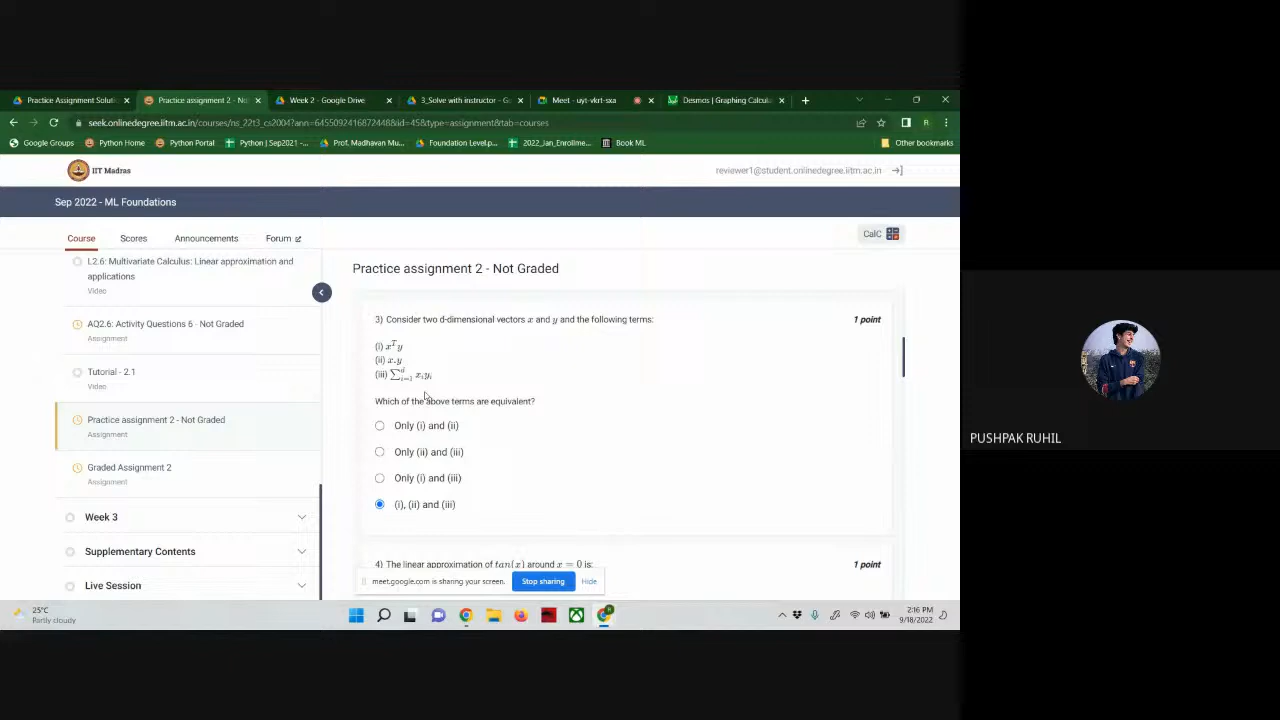 Practice Assignment Soluti
Practice assignment 2 - No
Week 2 - Google Drive
3_Solve with instructor - G
Meet - uyt-vkrt-sxa
Desmos | Graphing Calcul
seek.onlinedegree.iitm.ac.in/courses/ns_22t3_cs2004?ann=6455092416872448&id=45&type=assignment&tab=courses
Google Groups
Python Home
Python Portal
Python | Sep2021 -...
Prof. Madhavan Mu...
Foundation Level.p...
2022_Jan_Enrollme...
Book ML
Other bookmarks
IIT Madras
reviewer1@student.onlinedegree.iitm.ac.in
Sep 2022 - ML Foundations
Course
Scores
Announcements
Forum
CalC
L2.6: Multivariate Calculus: Linear approximation and
applications
Video
AQ2.6: Activity Questions 6 - Not Graded
Assignment
Tutorial - 2.1
Video
Practice assignment 2 - Not Graded
Assignment
Graded Assignment 2
Assignment
Week 3
Supplementary Contents
Live Session
Practice assignment 2 - Not Graded
3) Consider two d-dimensional vectors x and y and the following terms:
1 point
(i) x^T y
(ii) x.y
(iii) ∑_{i=1}^{d} x_i y_i
Which of the above terms are equivalent?
Only (i) and (ii)
Only (ii) and (iii)
Only (i) and (iii)
(i), (ii) and (iii)
4) The linear approximation of tan(x) around x = 0 is:
1 point
meet.google.com is sharing your screen.
Stop sharing
Hide
25°C
Partly cloudy
2:16 PM
9/18/2022
PUSHPAK RUHIL